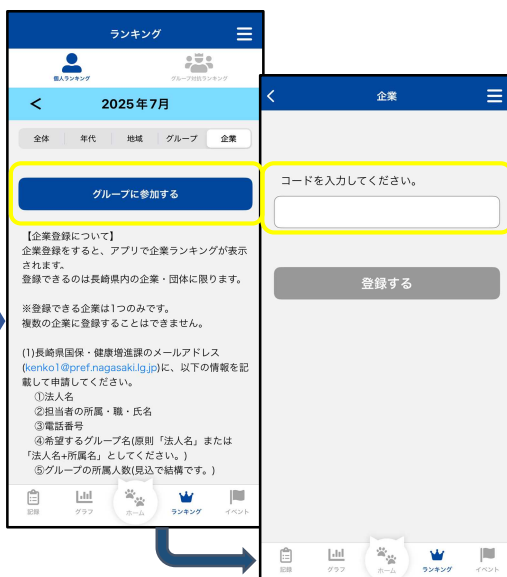 ランキング
個人ランキング
グループ対抗ランキング
< 2025年7月
全体 年代 地域 グループ 企業
グループに参加する
【企業登録について】
企業登録をすると、アプリで企業ランキングが表示
されます。
登録できるのは長崎県内の企業・団体に限ります。
※登録できる企業は1つのみです。
複数の企業に登録することはできません。
(1)長崎県国保・健康増進課のメールアドレス
(kenko1@pref.nagasaki.lg.jp)に、以下の情報を記
載して申請してください。
①法人名
②担当者の所属・職・氏名
③電話番号
④希望するグループ名(原則「法人名」または
「法人名+所属名」としてください。)
⑤グループの所属人数(見込で結構です。)
記録 グラフ ホーム ランキング イベント
企業
コードを入力してください。
登録する
記録 グラフ ホーム ランキング イベント